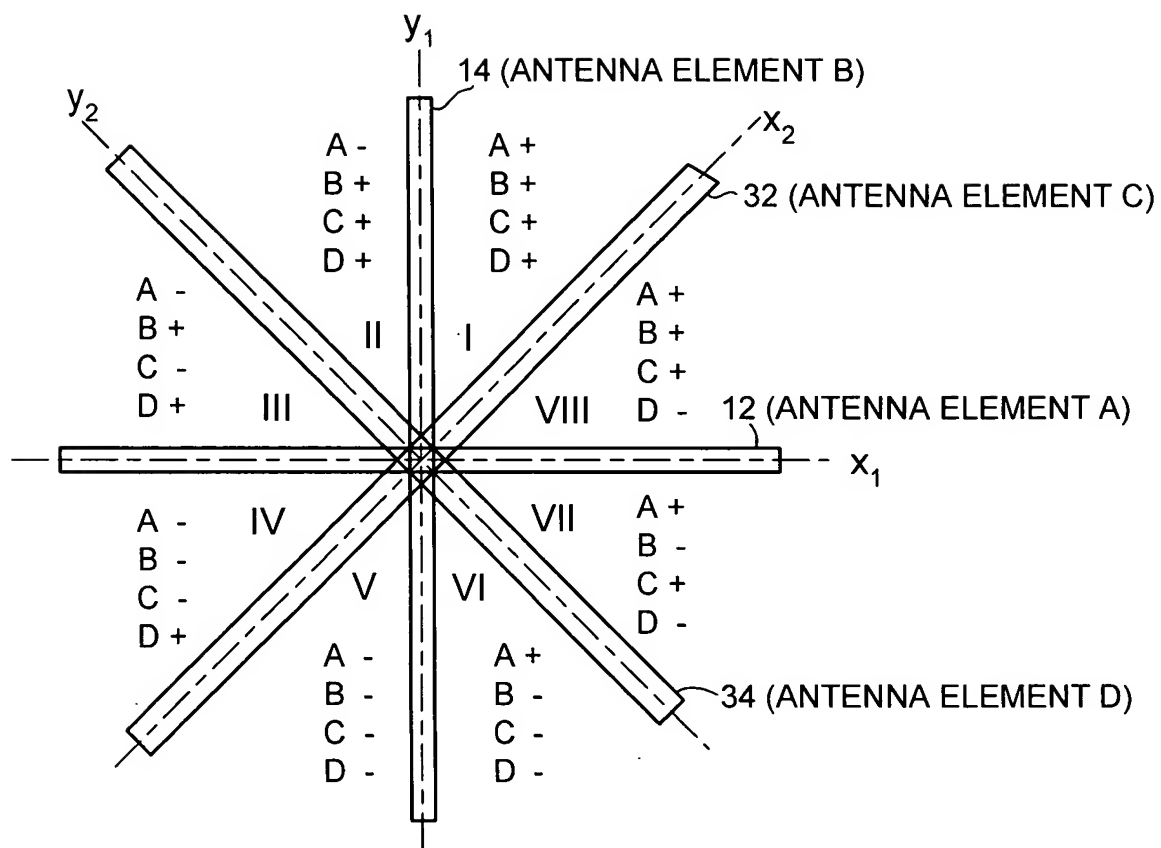 y1
14 (ANTENNA ELEMENT B)
y2
x2
A -
B +
C +
D +
A +
B +
C +
D +
32 (ANTENNA ELEMENT C)
A -
B +
C -
D +
II
I
A +
B +
C +
D -
III
VIII
12 (ANTENNA ELEMENT A)
x1
A -
B -
C -
D +
IV
VII
A +
B -
C +
D -
V
VI
A -
B -
C -
D -
A +
B -
C -
D -
34 (ANTENNA ELEMENT D)